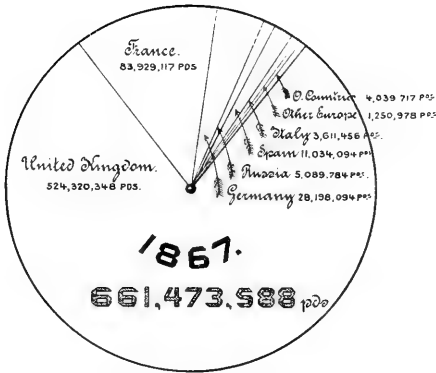 France.
83,929,117 PDS.
O. Countries 4,039 717 PDS.
Other Europe 1,250,978 PDS.
Italy 3,611,456 PDS.
Spain 11,034,094 PDS
Russia 5,089,784 PDS.
Germany 28,198,094 PDS
United Kingdom.
524,320,348 PDS.
1867.
661,473,588 pds